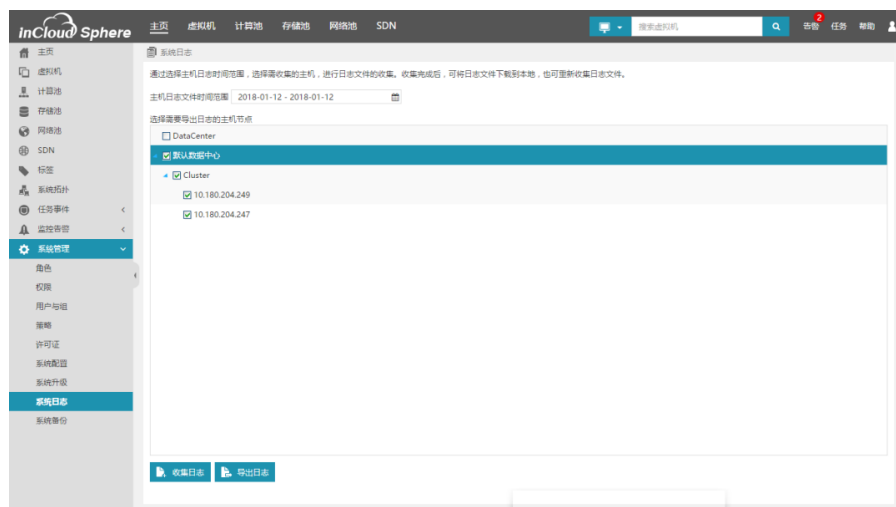 inCloud Sphere 主页 虚拟机 计算池 存储池 网络池 SDN 搜索虚拟机 告警 2 任务 帮助
主页
虚拟机
计算池
存储池
网络池
SDN
标签
系统拓扑
任务事件
监控告警
系统管理
角色
权限
用户与组
策略
许可证
系统配置
系统升级
系统日志
系统备份
系统日志
通过选择主机日志时间范围，选择需收集的主机，进行日志文件的收集。收集完成后，可将日志文件下载到本地，也可重新收集日志文件。
主机日志文件时间范围 2018-01-12 - 2018-01-12
选择需要导出日志的主机节点
DataCenter
默认数据中心
Cluster
10.180.204.249
10.180.204.247
收集日志 导出日志